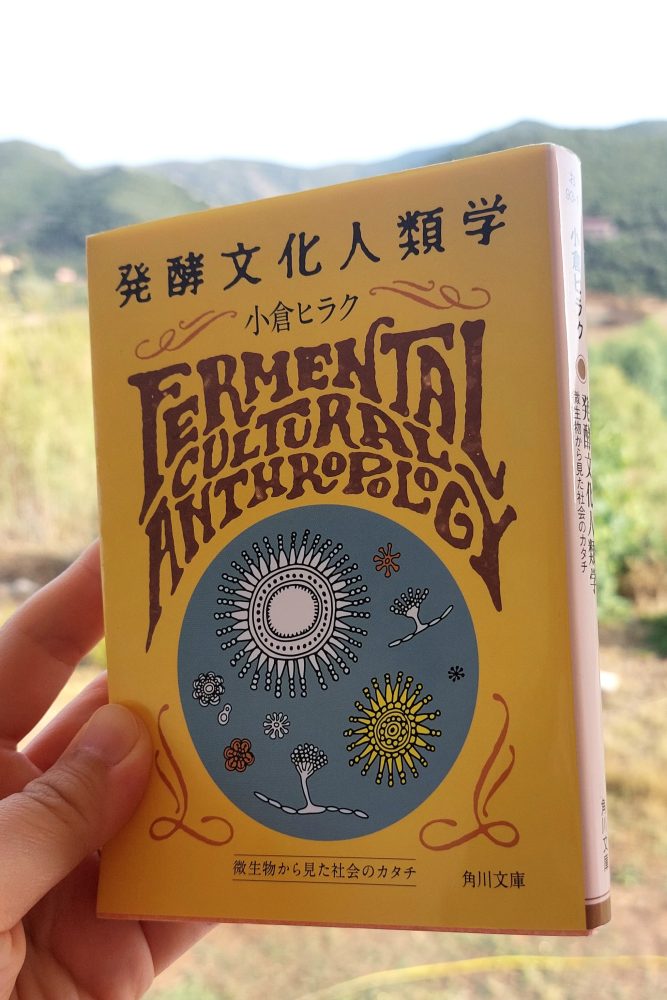 発酵文化人類学
小倉ヒラク
FERMENTAL
CULTURAL
ANTHROPOLOGY
微生物から見た社会のカタチ
角川文庫
小倉ヒラク
発酵文化人類学
微生物から見た社会のカタチ
角川文庫